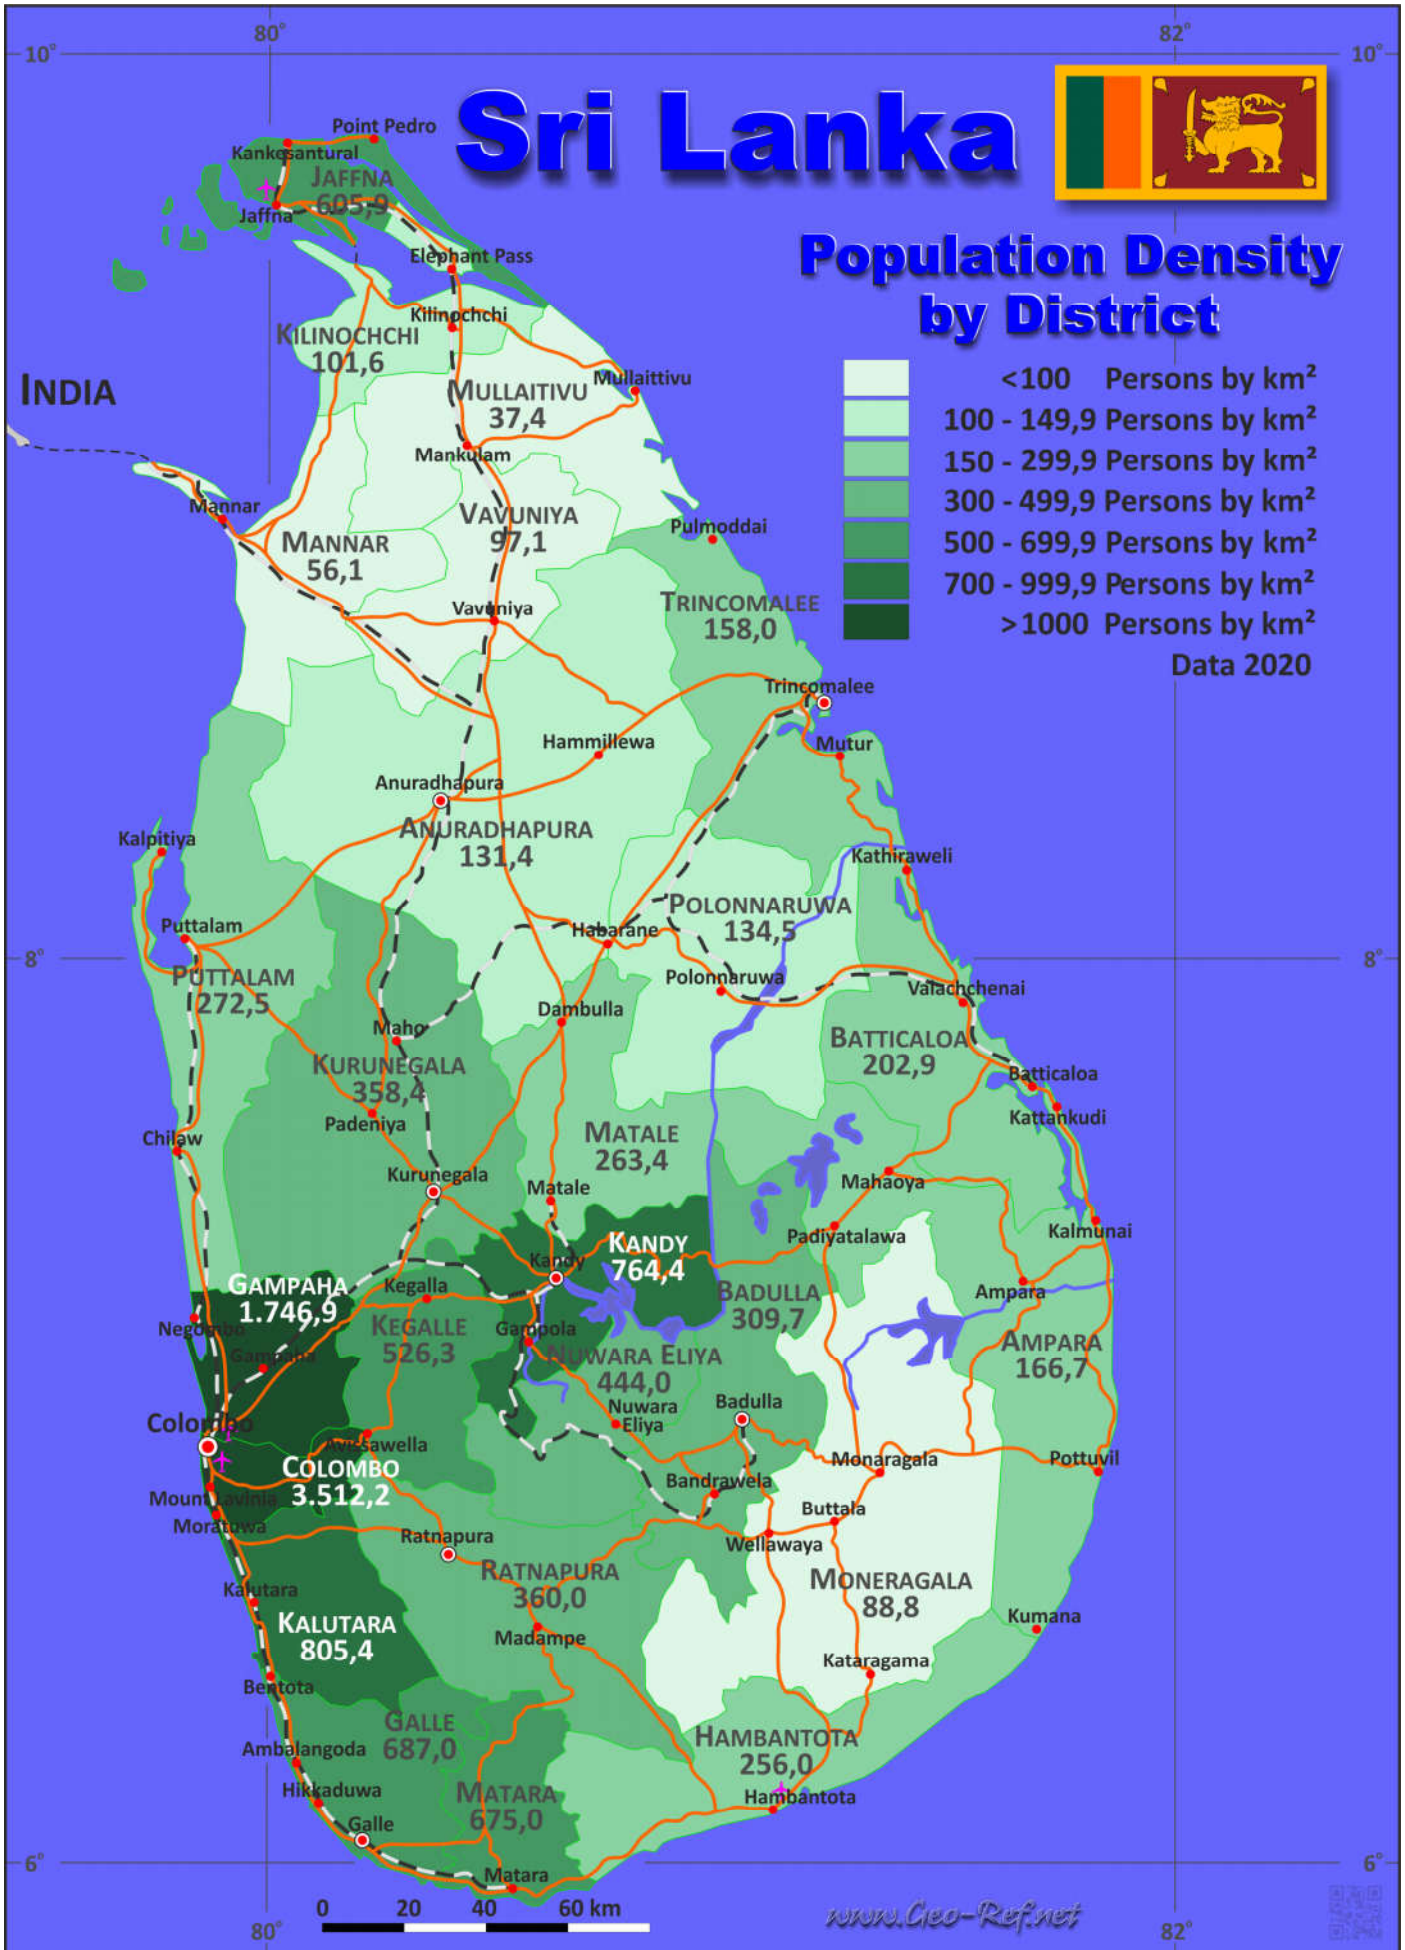 80°
82°
10°
10°
Sri Lanka
Population Density
by District
<100 Persons by km²
100 - 149,9 Persons by km²
150 - 299,9 Persons by km²
300 - 499,9 Persons by km²
500 - 699,9 Persons by km²
700 - 999,9 Persons by km²
>1000 Persons by km²
Data 2020
Point Pedro
Kankesantural
JAFFNA
605,9
Jaffna
Elephant Pass
Kilinochchi
KILINOCHCHI
101,6
INDIA
MULLAITIVU
37,4
Mullaittivu
Mankulam
Mannar
VAVUNIYA
97,1
MANNAR
56,1
Pulmoddai
Vavuniya
TRINCOMALEE
158,0
Trincomalee
Hammillewa
Mutur
Anuradhapura
ANURADHAPURA
131,4
Kalpitiya
Kathiraweli
POLONNARUWA
134,5
Puttalam
Habarane
8°
8°
PUTTALAM
272,5
Polonnaruwa
Valachchenai
Dambulla
Maho
BATTICALOA
202,9
KURUNEGALA
358,4
Batticaloa
Kattankudi
Padeniya
Chilaw
MATALE
263,4
Kurunegala
Matale
Mahaoya
Padiyatalawa
Kalmunai
KANDY
764,4
Kandy
GAMPAHA
1.746,9
Kegalla
BADULLA
309,7
Ampara
Negombo
KEGALLE
526,3
Gampola
AMPARA
166,7
Gampaha
NUWARA ELIYA
444,0
Nuwara
Eliya
Badulla
Colombo
Avissawella
COLOMBO
3.512,2
Monaragala
Pottuvil
Mount Lavinia
Bandrawela
Moratuwa
Buttala
Ratnapura
Wellawaya
RATNAPURA
360,0
MONERAGALA
88,8
Kalutara
KALUTARA
805,4
Kumana
Madampe
Kataragama
Bentota
GALLE
687,0
HAMBANTOTA
256,0
Ambalangoda
Hikkaduwa
MATARA
675,0
Hambantota
Galle
6°
6°
Matara
0 20 40 60 km
www.Geo-Ref.net
80°
82°